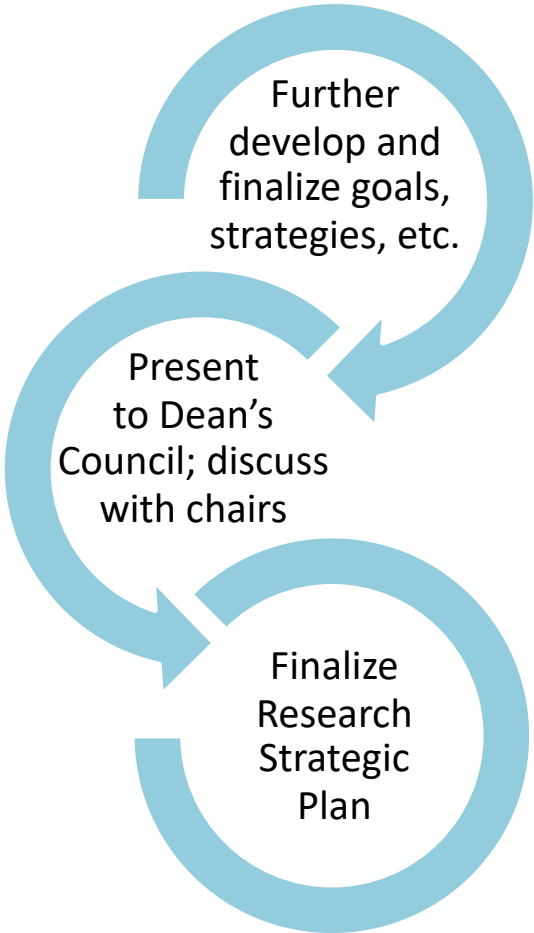 Further
develop and
finalize goals,
strategies, etc.
Present
to Dean’s
Council; discuss
with chairs
Finalize
Research
Strategic
Plan